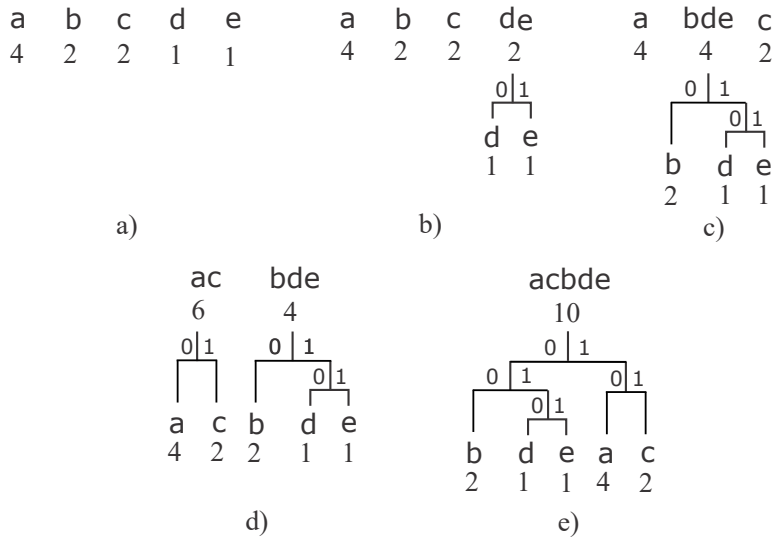 a b c d e
4 2 2 1 1
a b c de
4 2 2 2
0 1
d e
1 1
a bde c
4 4 2
0 1
0 1
b d e
2 1 1
a)
b)
c)
ac bde
6 4
0 1 0 1
0 1
a c b d e
4 2 2 1 1
d)
acbde
10
0 1
0 1 0 1
0 1
b d e a c
2 1 1 4 2
e)